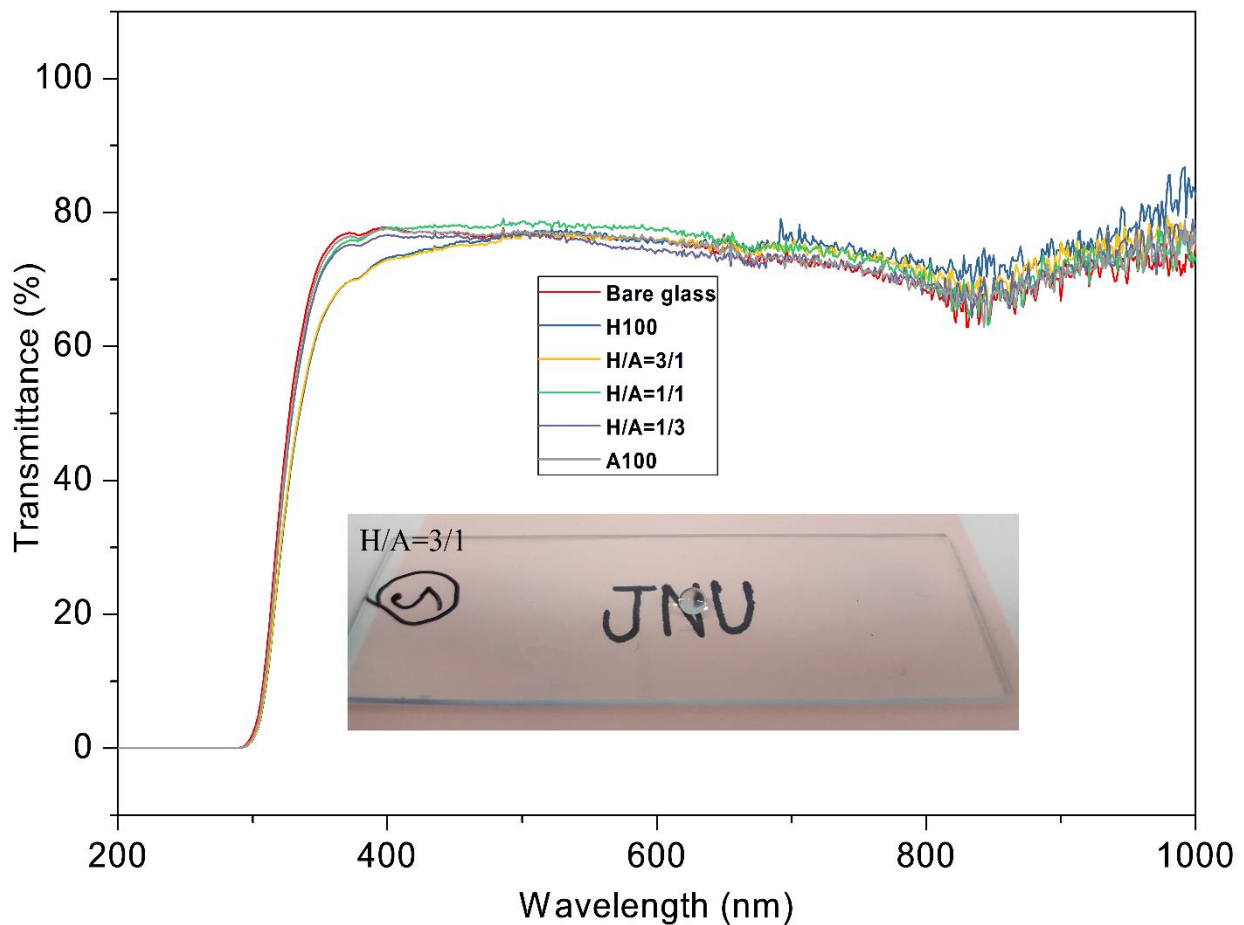 100
80
60
40
20
0
Transmittance (%)
Bare glass
H100
H/A=3/1
H/A=1/1
H/A=1/3
A100
H/A=3/1
5
JNU
200
400
600
800
1000
Wavelength (nm)